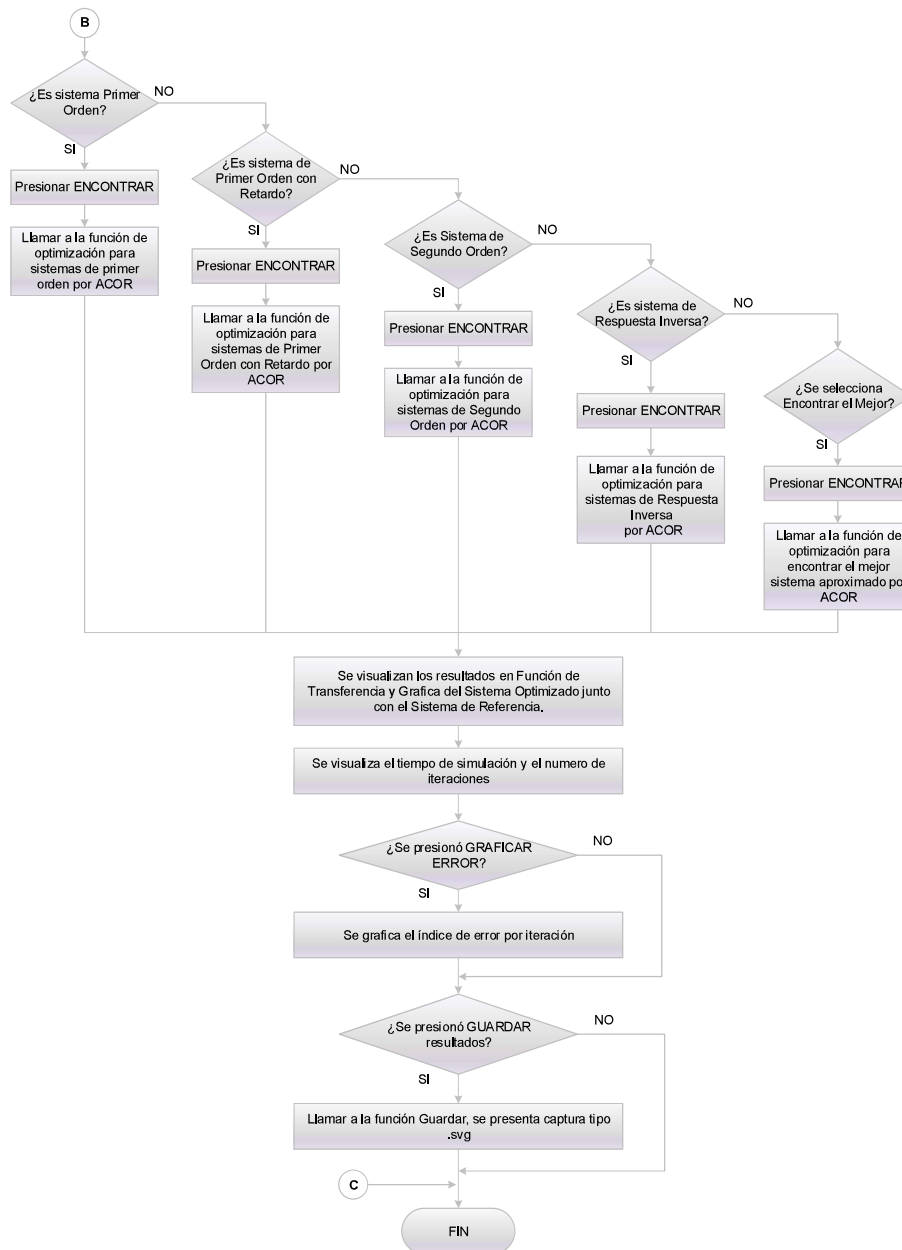 B
¿Es sistema Primer
Orden?
NO
SI
Presionar ENCONTRAR
Llamar a la función de
optimización para
sistemas de primer
orden por ACOR
¿Es sistema de
Primer Orden con
Retardo?
NO
SI
Presionar ENCONTRAR
Llamar a la función de
optimización para
sistemas de Primer
Orden con Retardo por
ACOR
¿Es Sistema de
Segundo Orden?
NO
SI
Presionar ENCONTRAR
Llamar a la función de
optimización para
sistemas de Segundo
Orden por ACOR
¿Es sistema de
Respuesta Inversa?
NO
SI
Presionar ENCONTRAR
Llamar a la función de
optimización para
sistemas de Respuesta
Inversa
por ACOR
¿Se selecciona
Encontrar el Mejor?
SI
Presionar ENCONTRAR
Llamar a la función de
optimización para
encontrar el mejor
sistema aproximado por
ACOR
Se visualizan los resultados en Función de
Transferencia y Grafica del Sistema Optimizado junto
con el Sistema de Referencia.
Se visualiza el tiempo de simulación y el numero de
iteraciones
¿Se presionó GRAFICAR
ERROR?
NO
SI
Se grafica el índice de error por iteración
¿Se presionó GUARDAR
resultados?
NO
SI
Llamar a la función Guardar, se presenta captura tipo
.svg
C
FIN